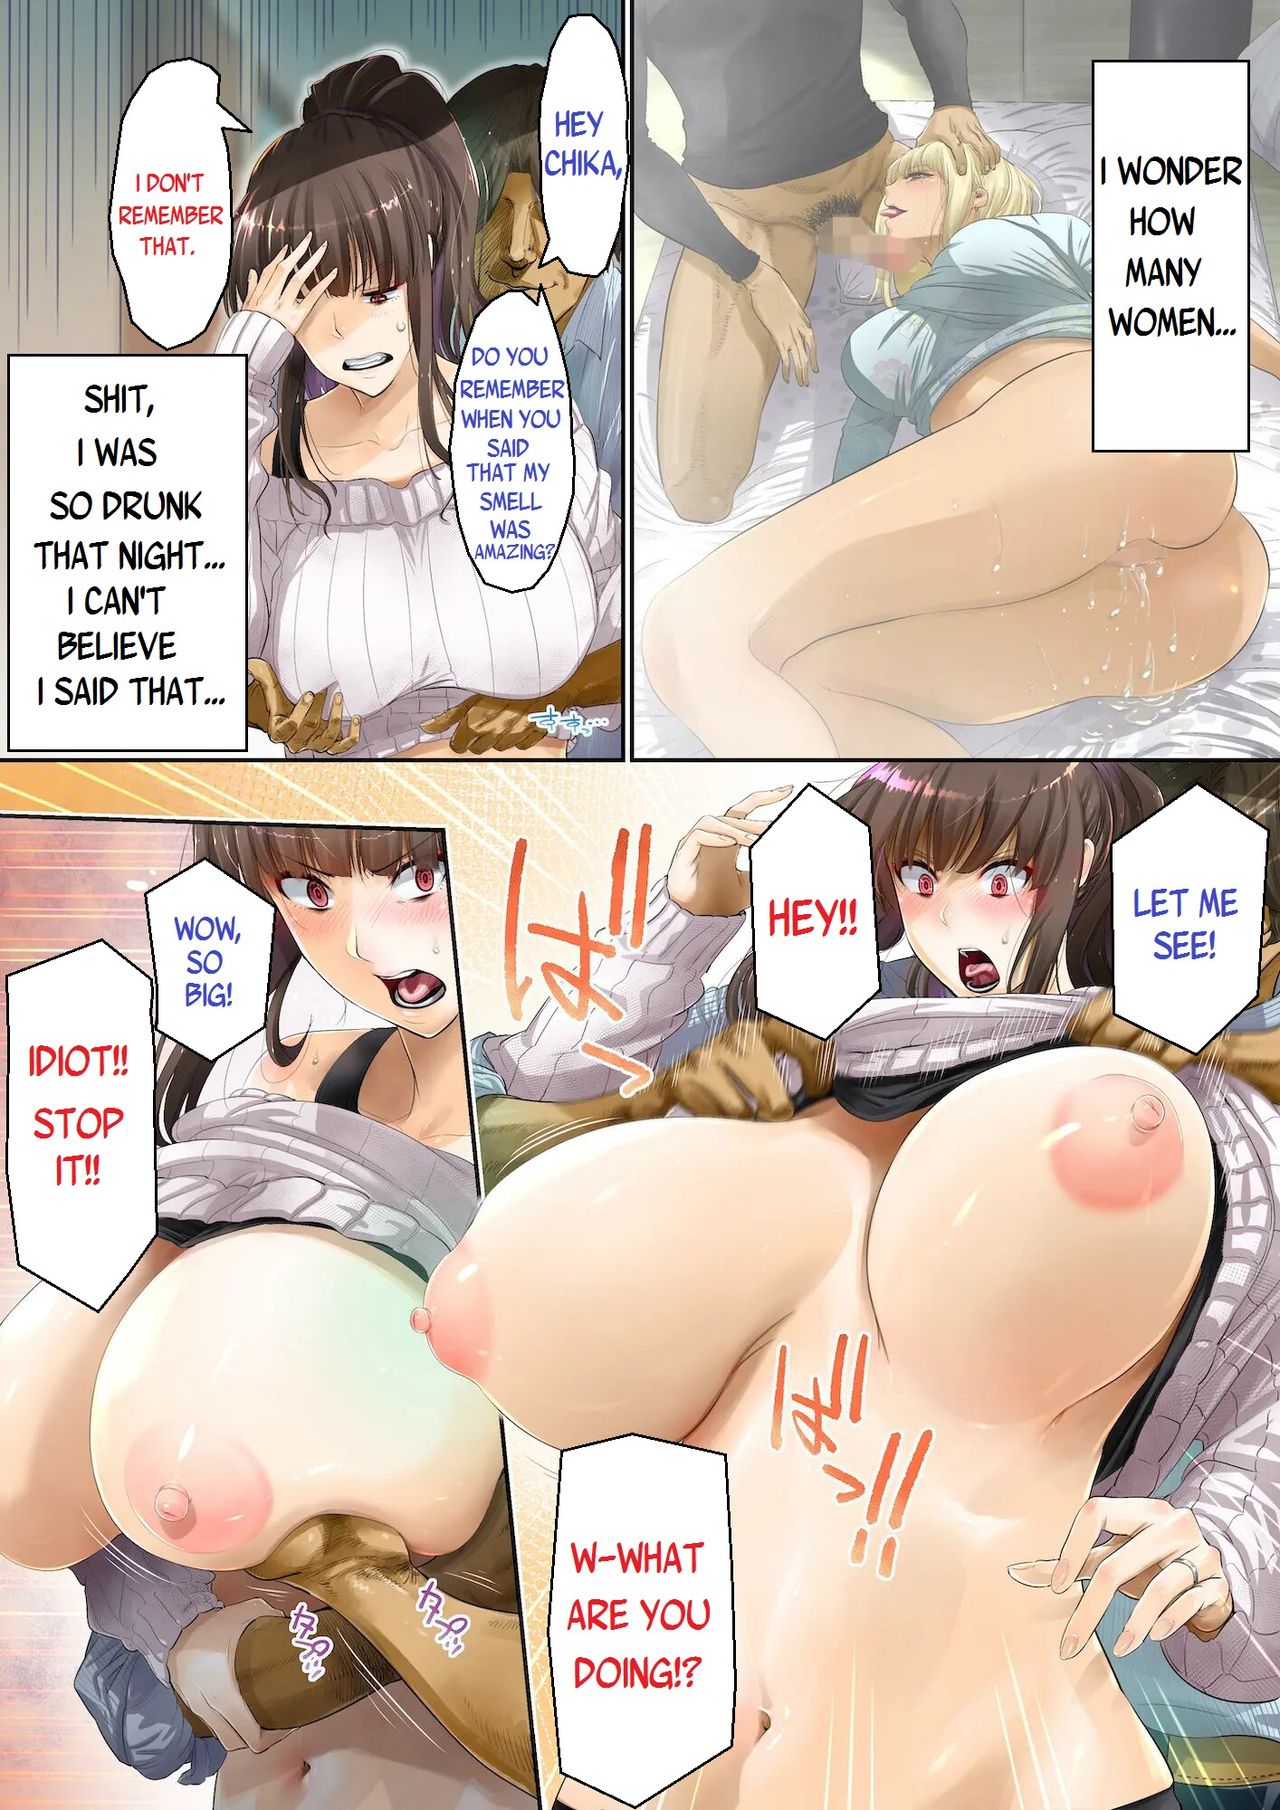 I WONDER
HOW
MANY
WOMEN...
HEY
CHIKA,
DO YOU
REMEMBER
WHEN YOU
SAID
THAT MY
SMELL
WAS
AMAZING?
I DON'T
REMEMBER
THAT.
SHIT,
I WAS
SO DRUNK
THAT NIGHT...
I CAN'T
BELIEVE
I SAID THAT...
LET ME
SEE!
HEY!!
W-WHAT
ARE YOU
DOING!?
WOW,
SO
BIG!
IDIOT!!
STOP
IT!!